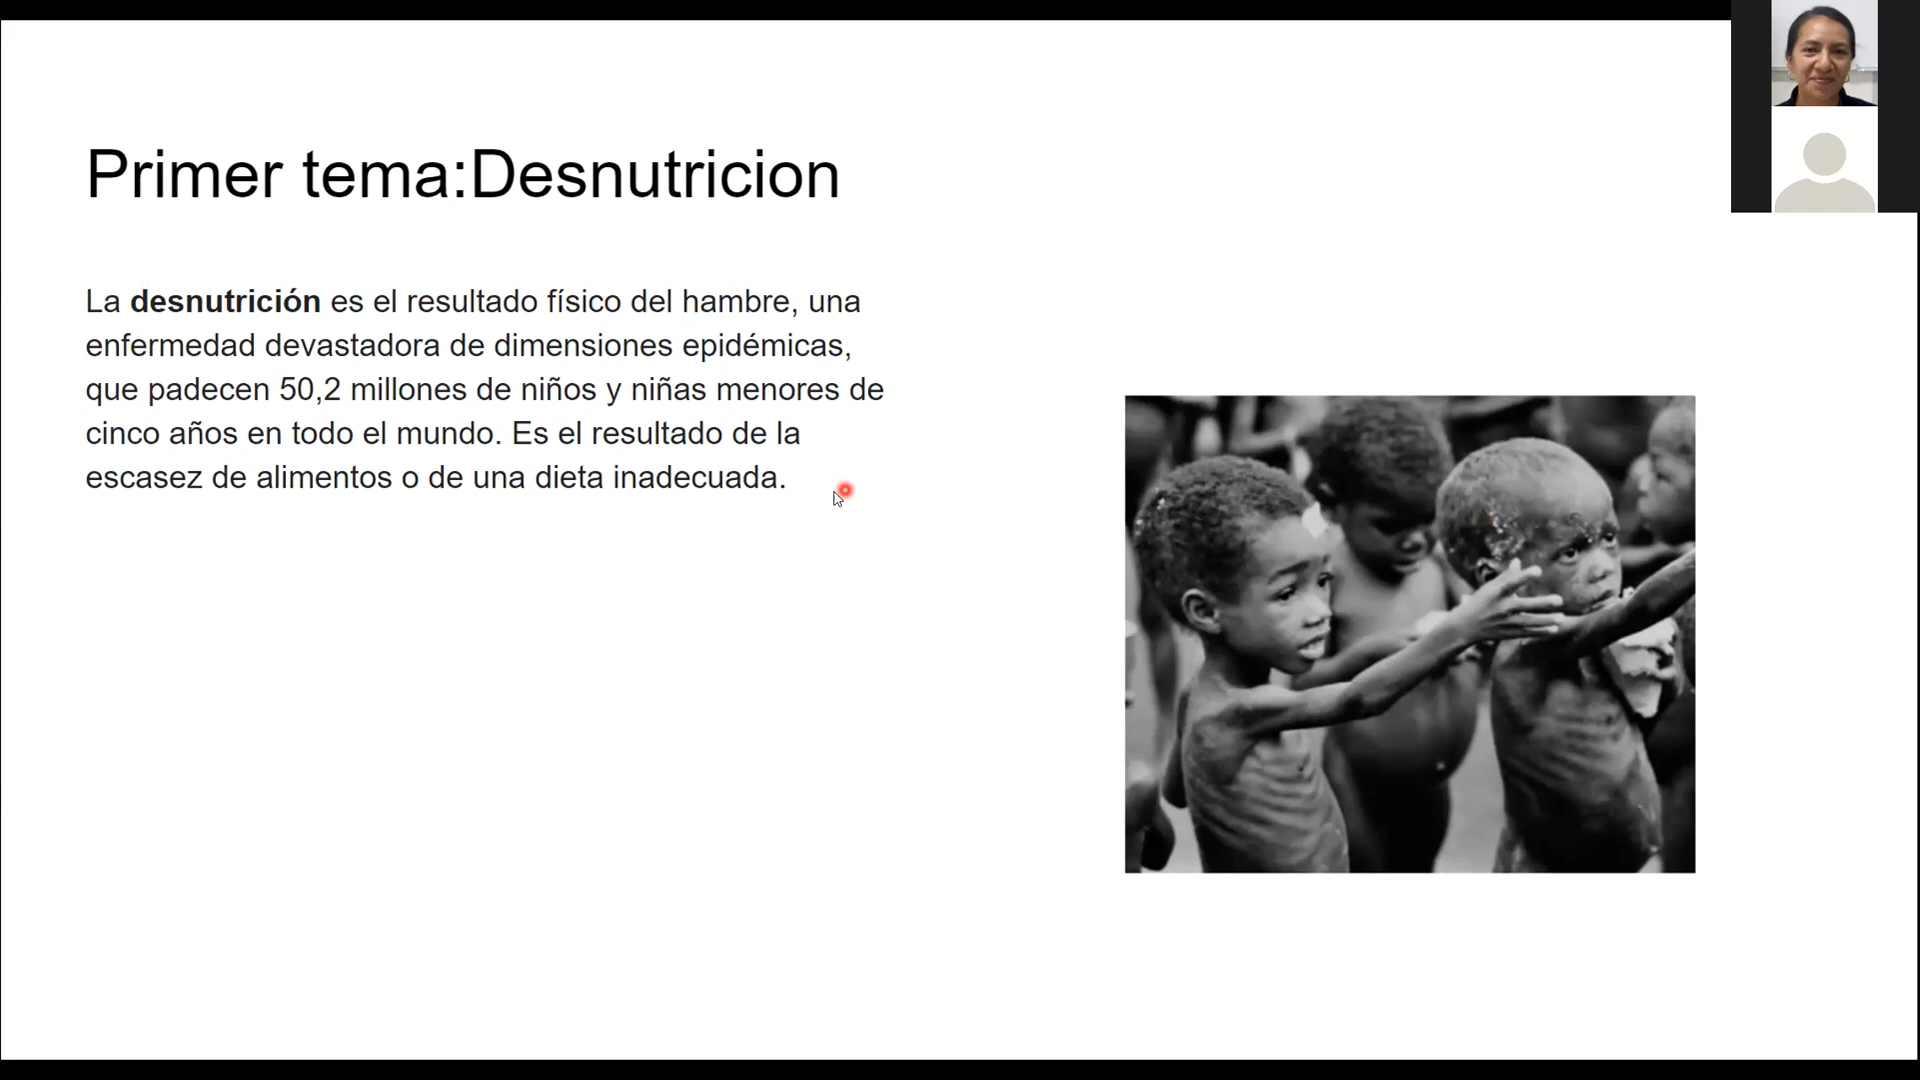 Primer tema:Desnutricion
La desnutrición es el resultado físico del hambre, una
enfermedad devastadora de dimensiones epidémicas,
que padecen 50,2 millones de niños y niñas menores de
cinco años en todo el mundo. Es el resultado de la
escasez de alimentos o de una dieta inadecuada.